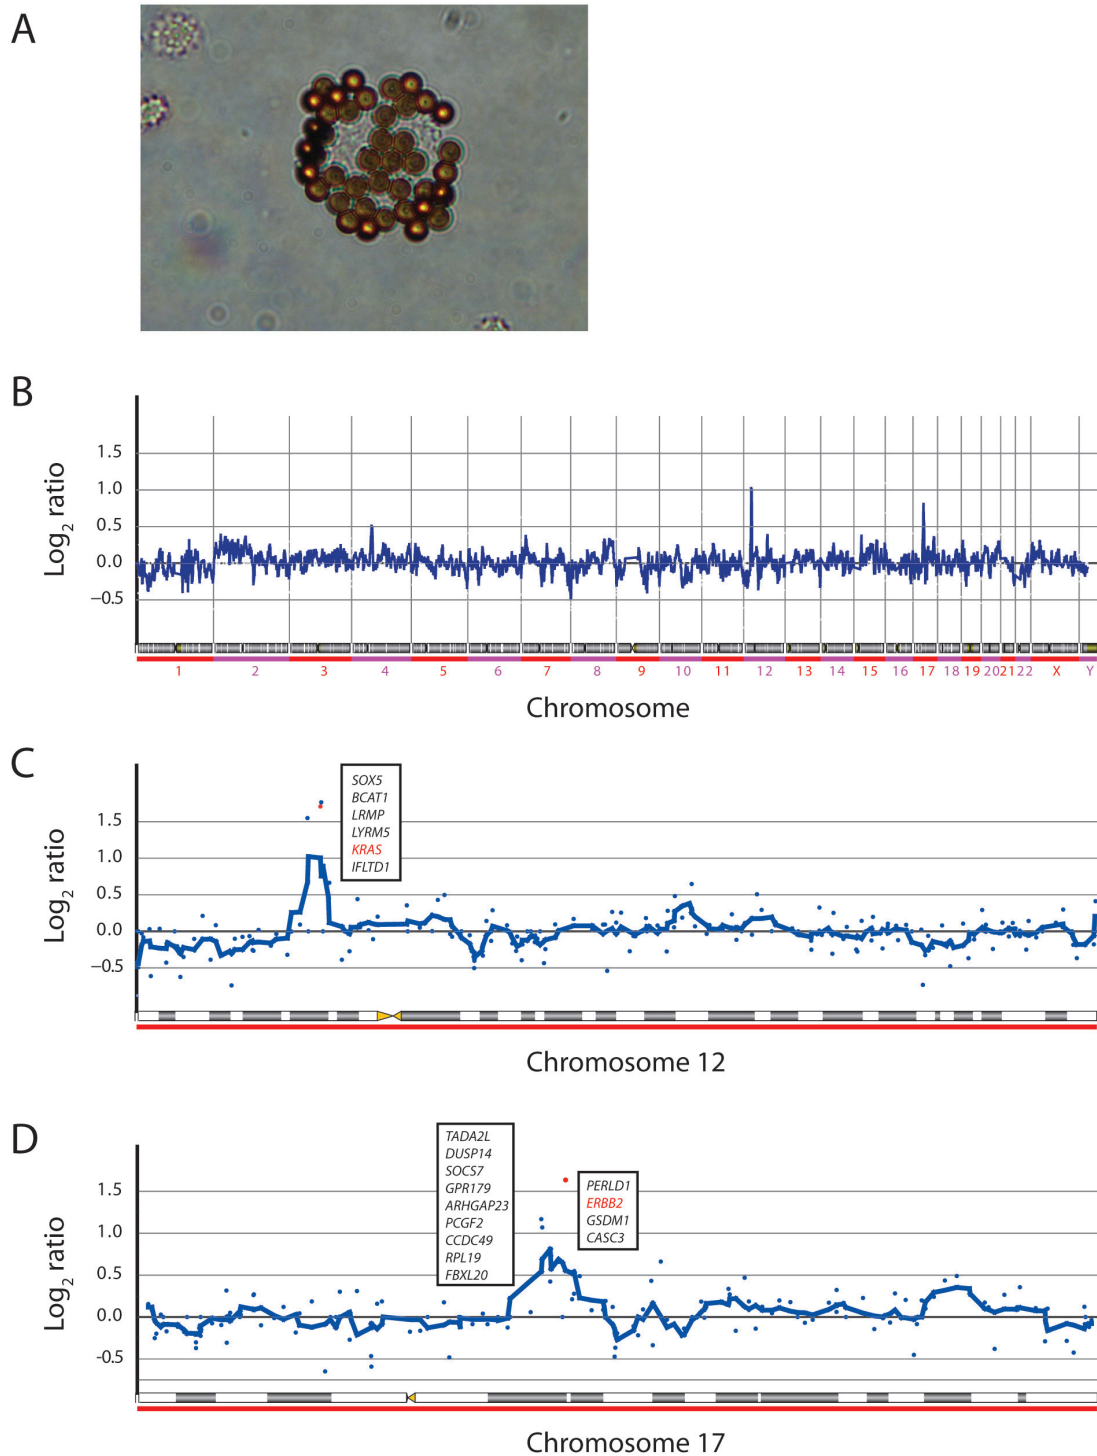 A
B
Log2 ratio
1.5
1.0
0.5
0.0
−0.5
1 2 3 4 5 6 7 8 9 10 11 12 13 14 15 16 17 18 19 20 21 22 X Y
Chromosome
C
Log2 ratio
1.5
1.0
0.5
0.0
−0.5
SOX5
BCAT1
LRMP
LYRM5
KRAS
IFLTD1
Chromosome 12
D
Log2 ratio
1.5
1.0
0.5
0.0
-0.5
TADA2L
DUSP14
SOCS7
GPR179
ARHGAP23
PCGF2
CCDC49
RPL19
FBXL20
PERLD1
ERBB2
GSDM1
CASC3
Chromosome 17